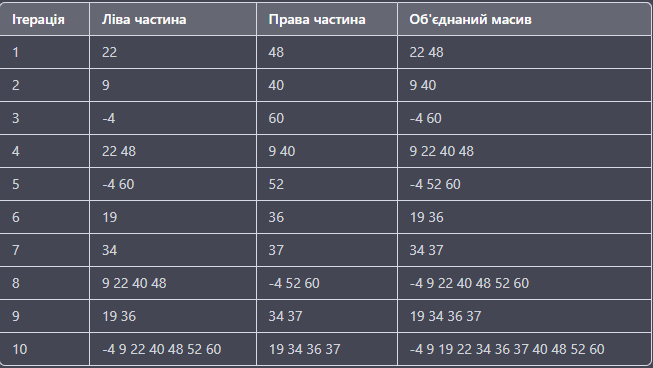 Ітерація Ліва частина Права частина Об'єднаний масив
1 22 48 22 48
2 9 40 9 40
3 -4 60 -4 60
4 22 48 9 40 9 22 40 48
5 -4 60 52 -4 52 60
6 19 36 19 36
7 34 37 34 37
8 9 22 40 48 -4 52 60 -4 9 22 40 48 52 60
9 19 36 34 37 19 34 36 37
10 -4 9 22 40 48 52 60 19 34 36 37 -4 9 19 22 34 36 37 40 48 52 60